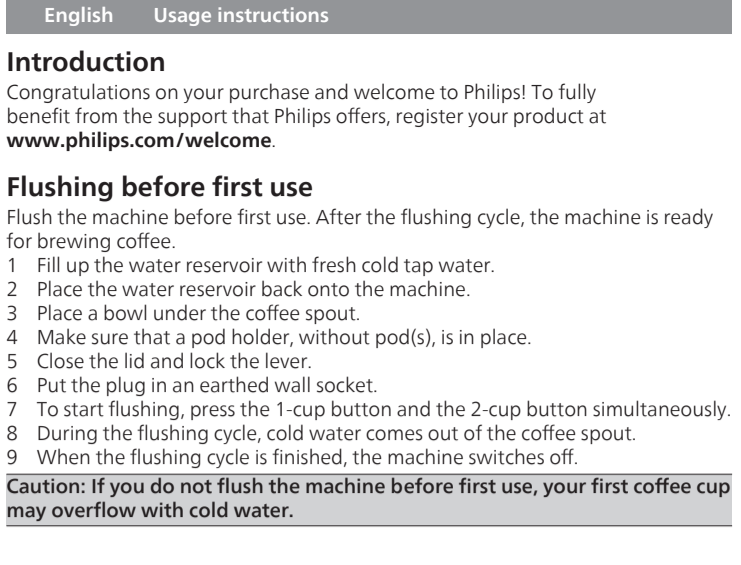 English Usage instructions
Introduction
Congratulations on your purchase and welcome to Philips! To fully
benefit from the support that Philips offers, register your product at
www.philips.com/welcome.
Flushing before first use
Flush the machine before first use. After the flushing cycle, the machine is ready
for brewing coffee.
1 Fill up the water reservoir with fresh cold tap water.
2 Place the water reservoir back onto the machine.
3 Place a bowl under the coffee spout.
4 Make sure that a pod holder, without pod(s), is in place.
5 Close the lid and lock the lever.
6 Put the plug in an earthed wall socket.
7 To start flushing, press the 1-cup button and the 2-cup button simultaneously.
8 During the flushing cycle, cold water comes out of the coffee spout.
9 When the flushing cycle is finished, the machine switches off.
Caution: If you do not flush the machine before first use, your first coffee cup
may overflow with cold water.